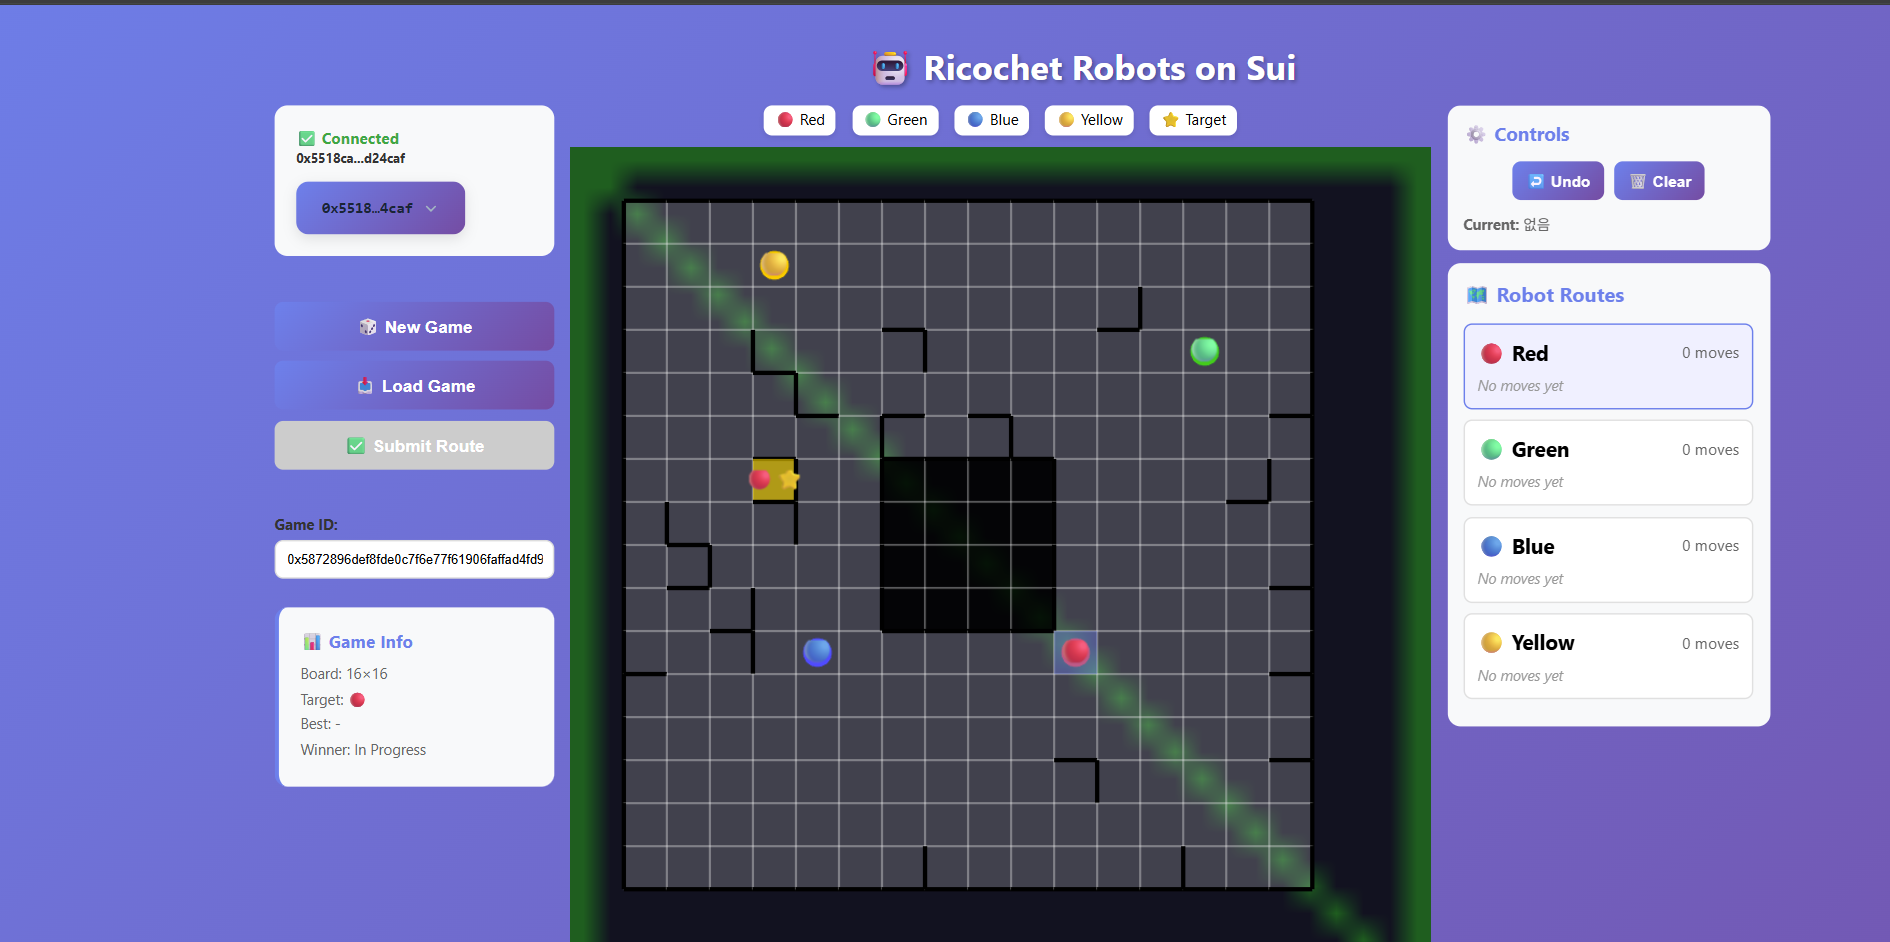 Ricochet Robots on Sui
Red
Green
Blue
Yellow
Target
Connected
0x5518ca...d24caf
0x5518…4caf
New Game
Load Game
Submit Route
Game ID:
0x5872896def8fde0c7f6e77f61906faffad4fd9
Game Info
Board: 16×16
Target:
Best: -
Winner: In Progress
Controls
Undo
Clear
Current: 없음
Robot Routes
Red
0 moves
No moves yet
Green
0 moves
No moves yet
Blue
0 moves
No moves yet
Yellow
0 moves
No moves yet